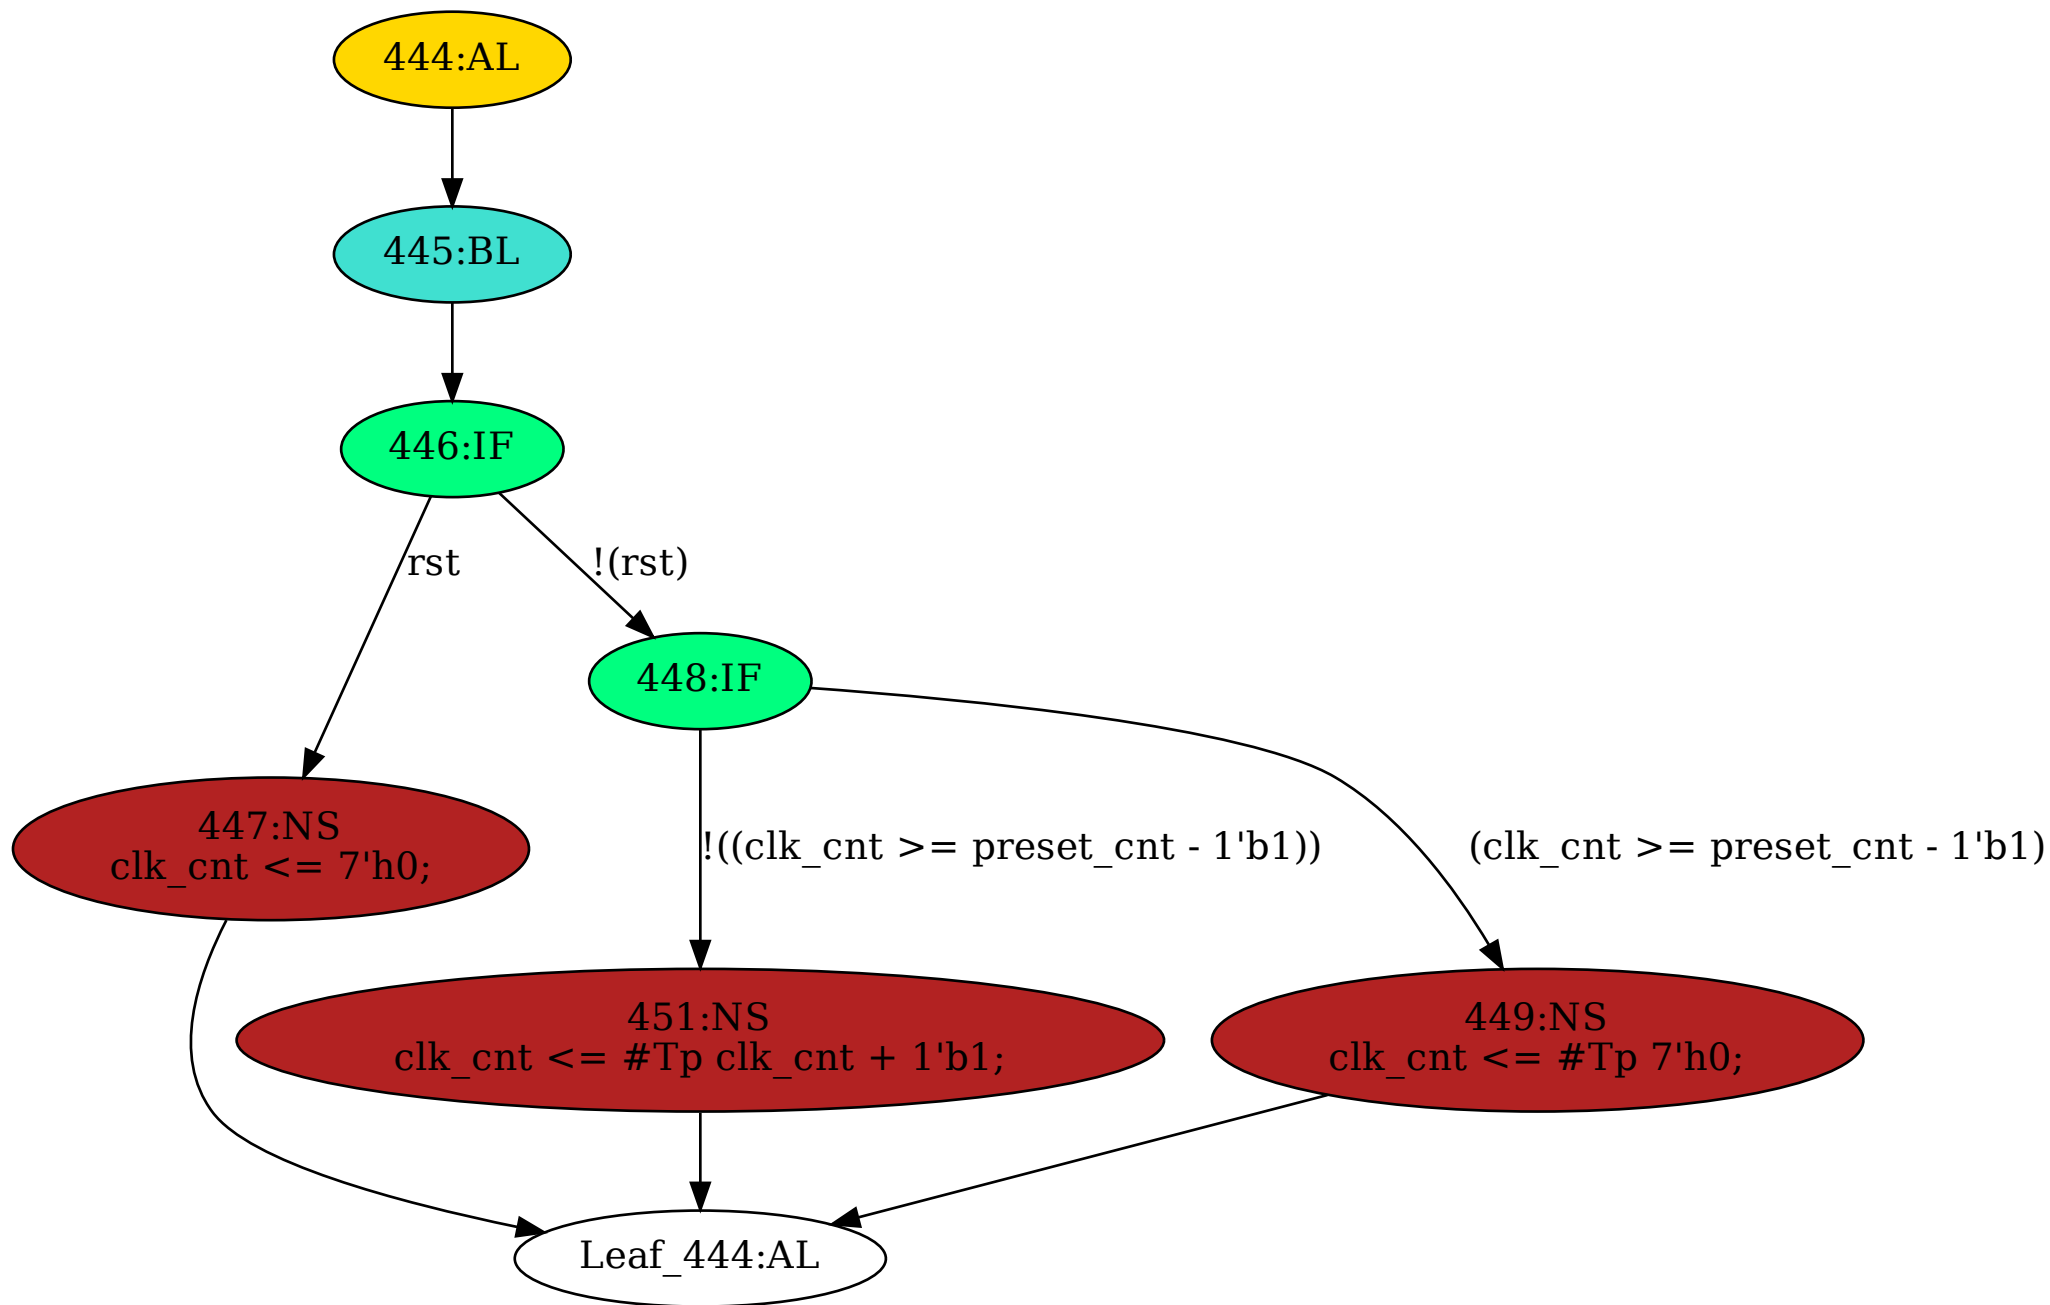 444:AL
445:BL
446:IF
rst
!(rst)
448:IF
447:NS
clk_cnt <= 7'h0;
!((clk_cnt >= preset_cnt - 1'b1))
(clk_cnt >= preset_cnt - 1'b1)
451:NS
clk_cnt <= #Tp clk_cnt + 1'b1;
449:NS
clk_cnt <= #Tp 7'h0;
Leaf_444:AL